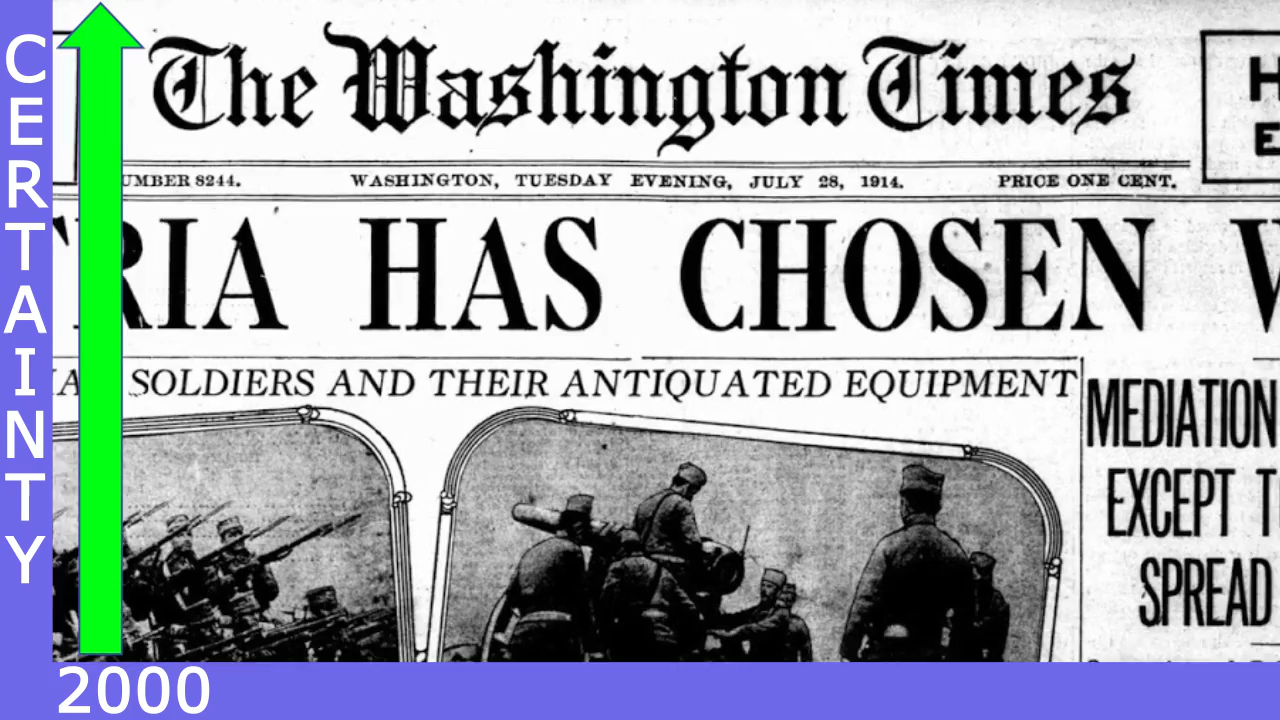 CERTAINTY
The Washington Times
UMBER 8244. WASHINGTON, TUESDAY EVENING, JULY 28, 1914. PRICE ONE CENT.
H
E
RIA HAS CHOSEN
SOLDIERS AND THEIR ANTIQUATED EQUIPMENT
MEDIATION
EXCEPT T
SPREAD
2000